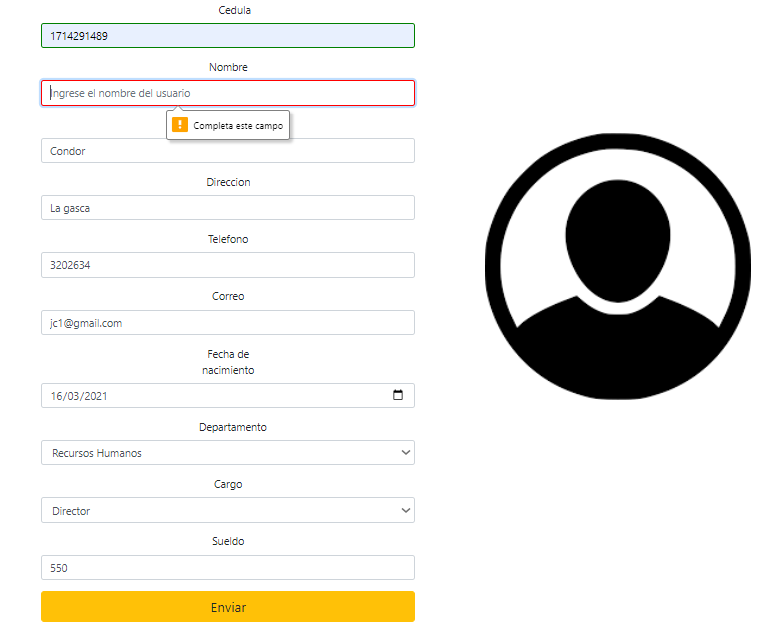 Cedula
1714291489
Nombre
Ingrese el nombre del usuario
Completa este campo
Condor
Direccion
La gasca
Telefono
3202634
Correo
jc1@gmail.com
Fecha de
nacimiento
16/03/2021
Departamento
Recursos Humanos
Cargo
Director
Sueldo
550
Enviar